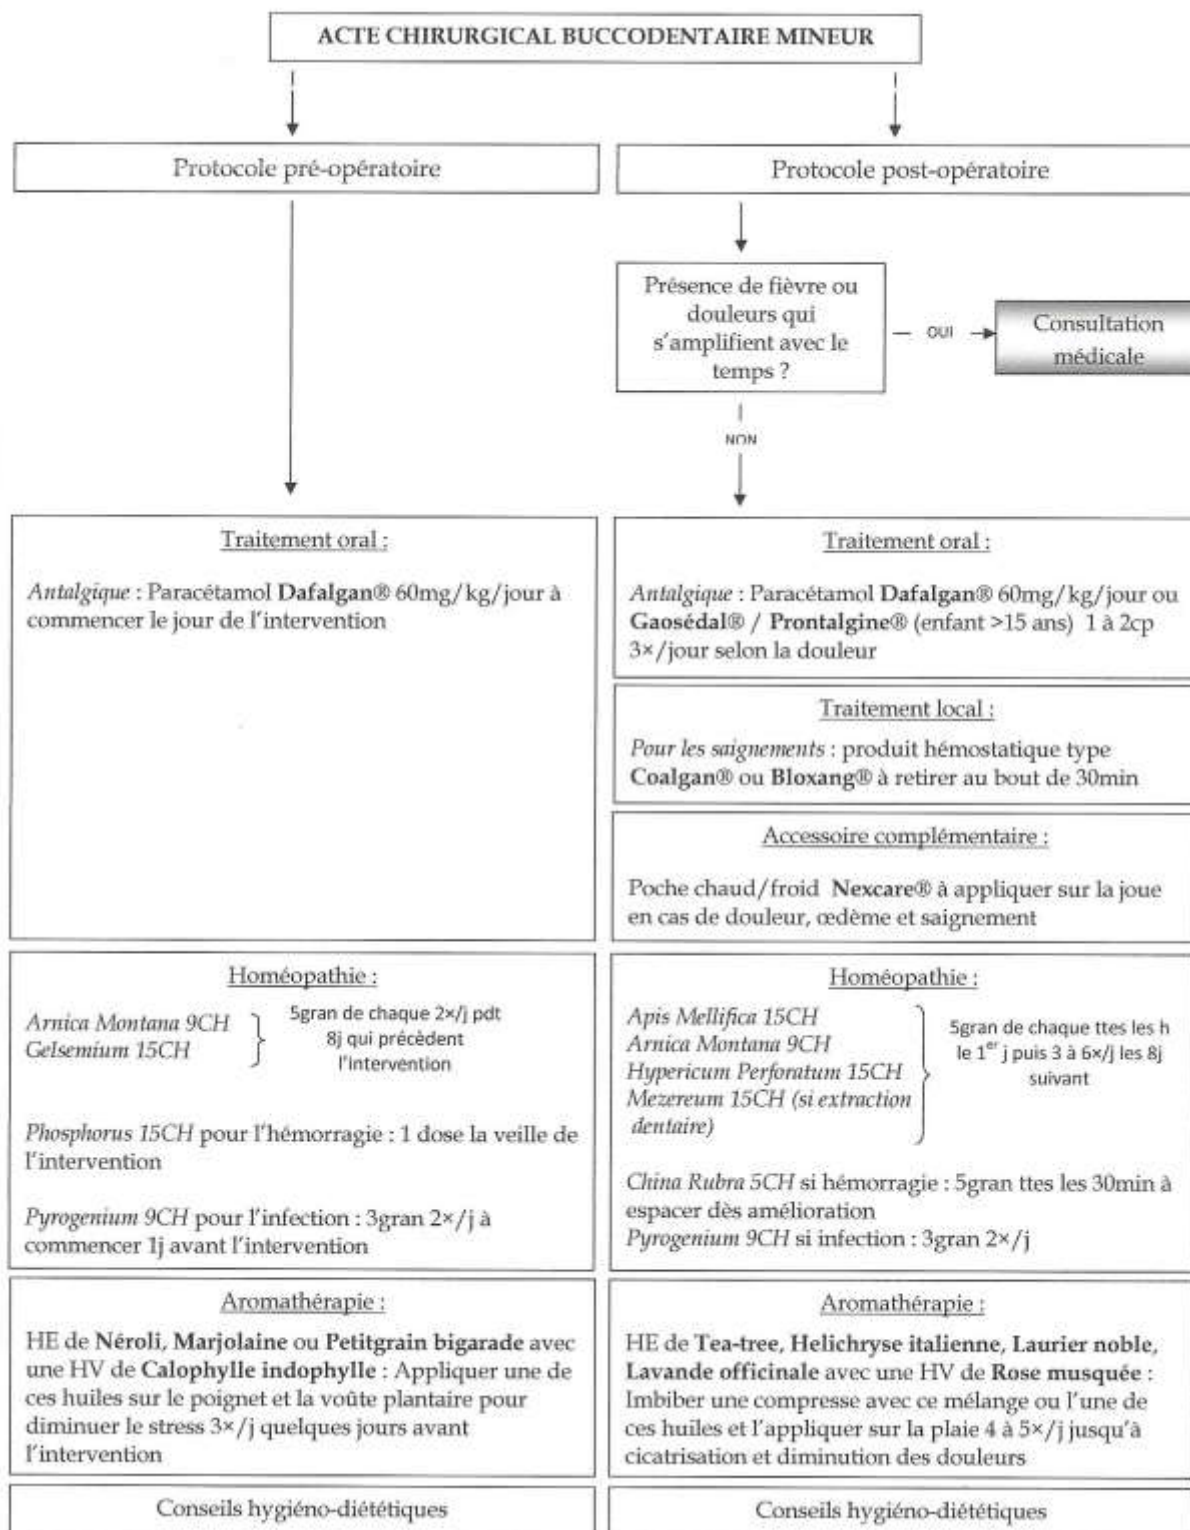 ACTE CHIRURGICAL BUCCODENTAIRE MINEUR
Protocole pré-opératoire
Protocole post-opératoire
Présence de fièvre ou
douleurs qui
s'amplifient avec le
temps ?
OUI
Consultation
médicale
NON
Traitement oral :
Antalgique : Paracétamol Dafalgan® 60mg/kg/jour à
commencer le jour de l'intervention
Traitement oral :
Antalgique : Paracétamol Dafalgan® 60mg/kg/jour ou
Gaosédal® / Prontalgine® (enfant >15 ans) 1 à 2cp
3×/jour selon la douleur
Traitement local :
Pour les saignements : produit hémostatique type
Coalgan® ou Bloxang® à retirer au bout de 30min
Accessoire complémentaire :
Poche chaud/froid Nexcare® à appliquer sur la joue
en cas de douleur, œdème et saignement
Homéopathie :
Arnica Montana 9CH
Gelsemium 15CH
5gran de chaque 2×/j pdt
8j qui précèdent
l'intervention
Phosphorus 15CH pour l'hémorragie : 1 dose la veille de
l'intervention
Pyrogenium 9CH pour l'infection : 3gran 2×/j à
commencer 1j avant l'intervention
Homéopathie :
Apis Mellifica 15CH
Arnica Montana 9CH
Hypericum Perforatum 15CH
Mezereum 15CH (si extraction
dentaire)
5gran de chaque ttes les h
le 1er j puis 3 à 6×/j les 8j
suivant
China Rubra 5CH si hémorragie : 5gran ttes les 30min à
espacer dès amélioration
Pyrogenium 9CH si infection : 3gran 2×/j
Aromathérapie :
HE de Néroli, Marjolaine ou Petitgrain bigarade avec
une HV de Calophylle indophylle : Appliquer une de
ces huiles sur le poignet et la voûte plantaire pour
diminuer le stress 3×/j quelques jours avant
l'intervention
Aromathérapie :
HE de Tea-tree, Helichryse italienne, Laurier noble,
Lavande officinale avec une HV de Rose musquée :
Imbiber une compresse avec ce mélange ou l'une de
ces huiles et l'appliquer sur la plaie 4 à 5×/j jusqu'à
cicatrisation et diminution des douleurs
Conseils hygiéno-diététiques
Conseils hygiéno-diététiques